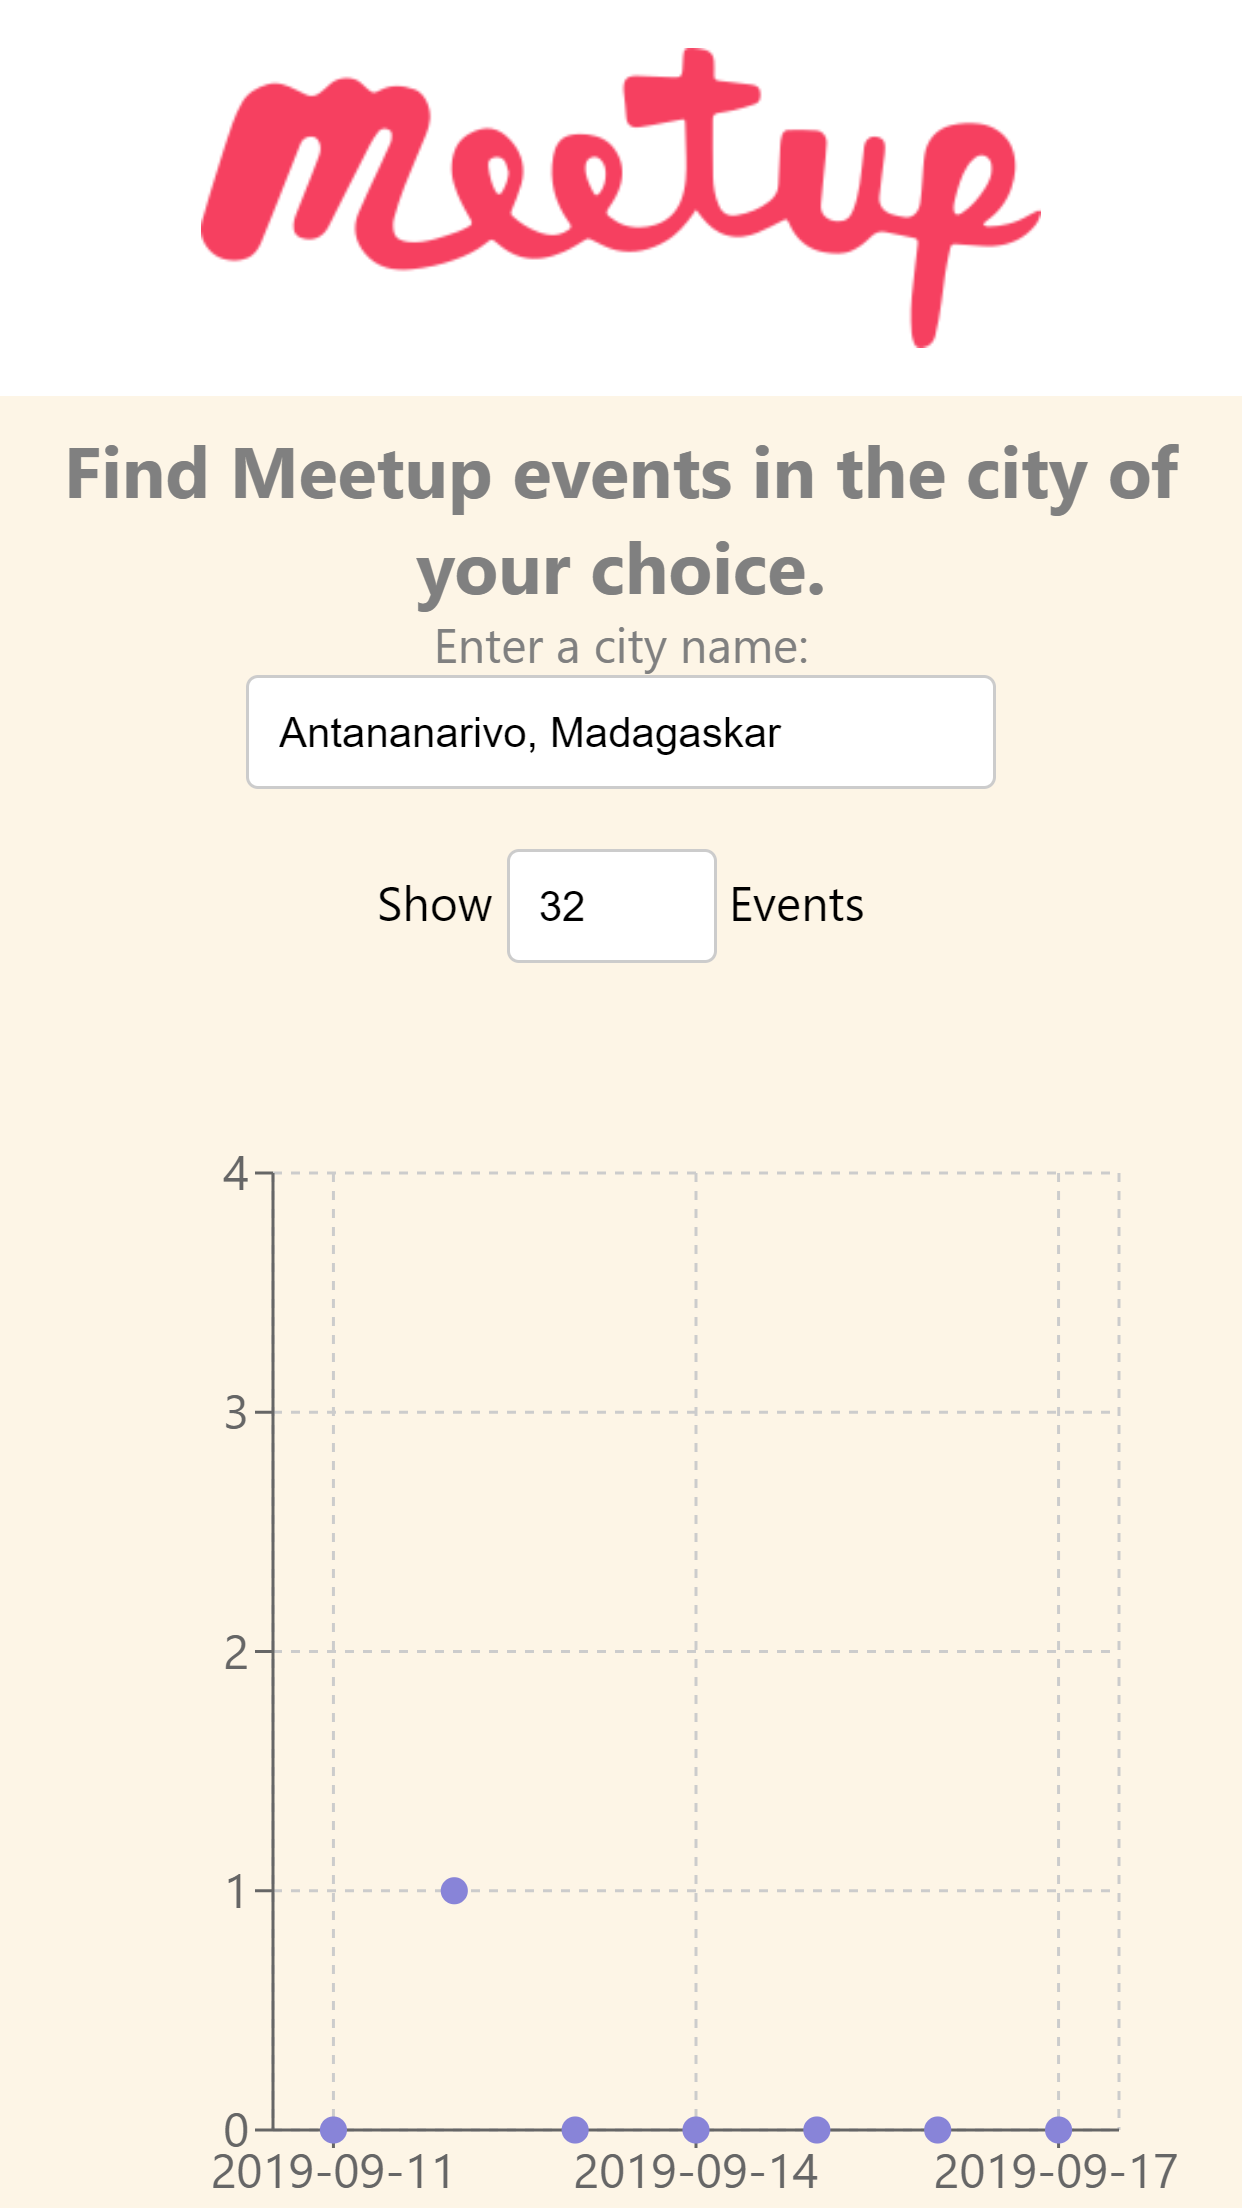 Meetup
Find Meetup events in the city of
your choice.
Enter a city name:
Antananarivo, Madagaskar
Show 32 Events
4
3
2
1
0
2019-09-11 2019-09-14 2019-09-17